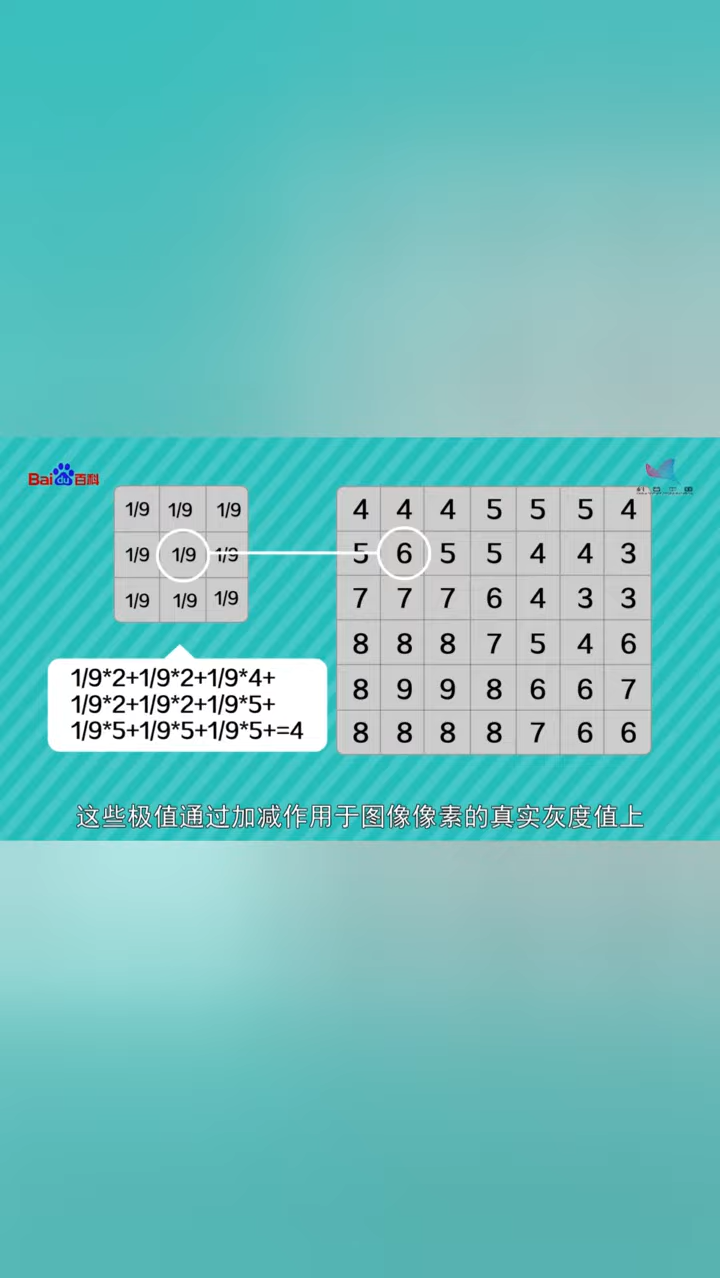 Bai du 百科
1/9 1/9 1/9
1/9 1/9 1/9
1/9 1/9 1/9
4 4 4 5 5 5 4
5 6 5 5 4 4 3
7 7 7 6 4 3 3
8 8 8 7 5 4 6
8 9 9 8 6 6 7
8 8 8 8 7 6 6
1/9*2+1/9*2+1/9*4+
1/9*2+1/9*2+1/9*5+
1/9*5+1/9*5+1/9*5+=4
这些极值通过加减作用于图像像素的真实灰度值上